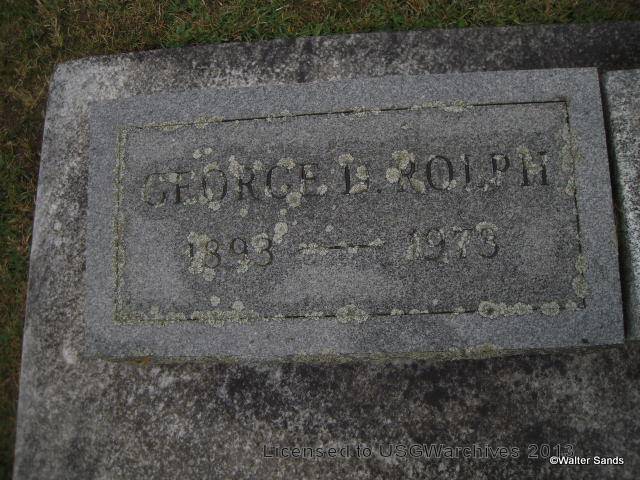 GEORGE D. ROLPH
1893 — 1973
Licensed to USGWarchives 2013
©Walter Sands